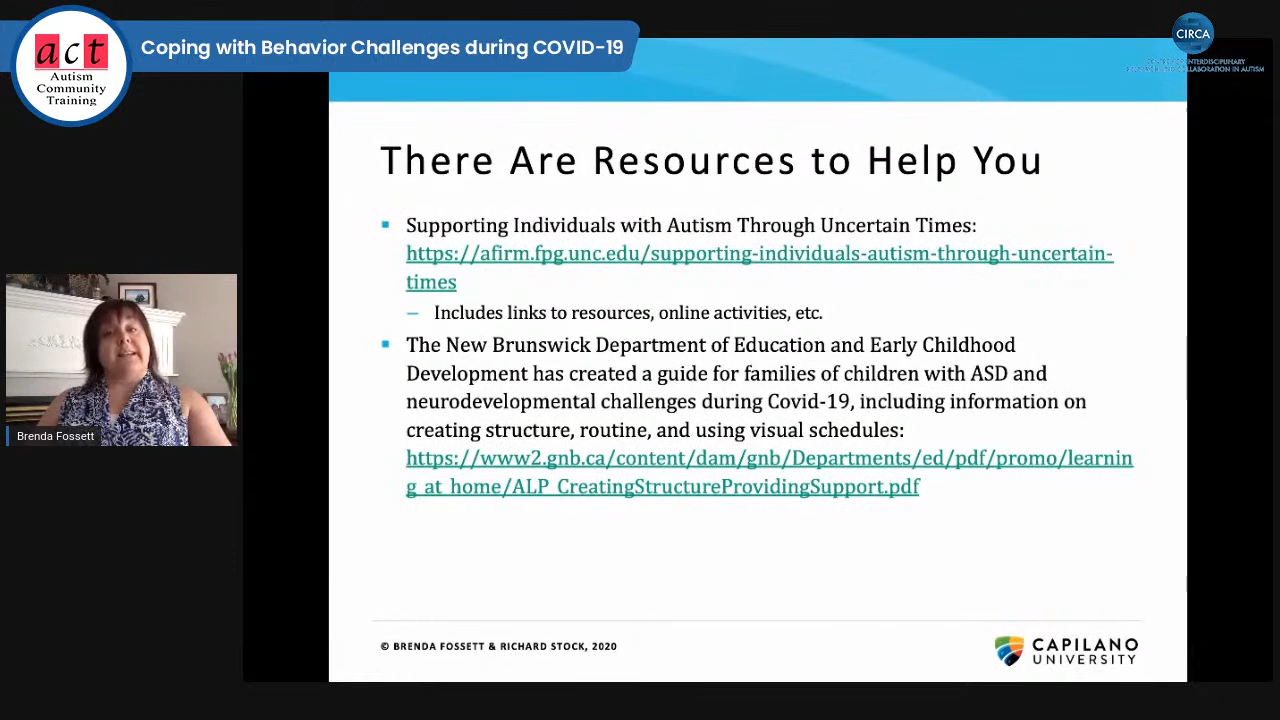 act
Autism
Community
Training
Coping with Behavior Challenges during COVID-19
CIRCA
There Are Resources to Help You
▪ Supporting Individuals with Autism Through Uncertain Times:
https://afirm.fpg.unc.edu/supporting-individuals-autism-through-uncertain-
times
– Includes links to resources, online activities, etc.
▪ The New Brunswick Department of Education and Early Childhood
Development has created a guide for families of children with ASD and
neurodevelopmental challenges during Covid-19, including information on
creating structure, routine, and using visual schedules:
https://www2.gnb.ca/content/dam/gnb/Departments/ed/pdf/promo/learnin
g_at_home/ALP_CreatingStructureProvidingSupport.pdf
Brenda Fossett
© BRENDA FOSSETT & RICHARD STOCK, 2020
CAPILANO
UNIVERSITY